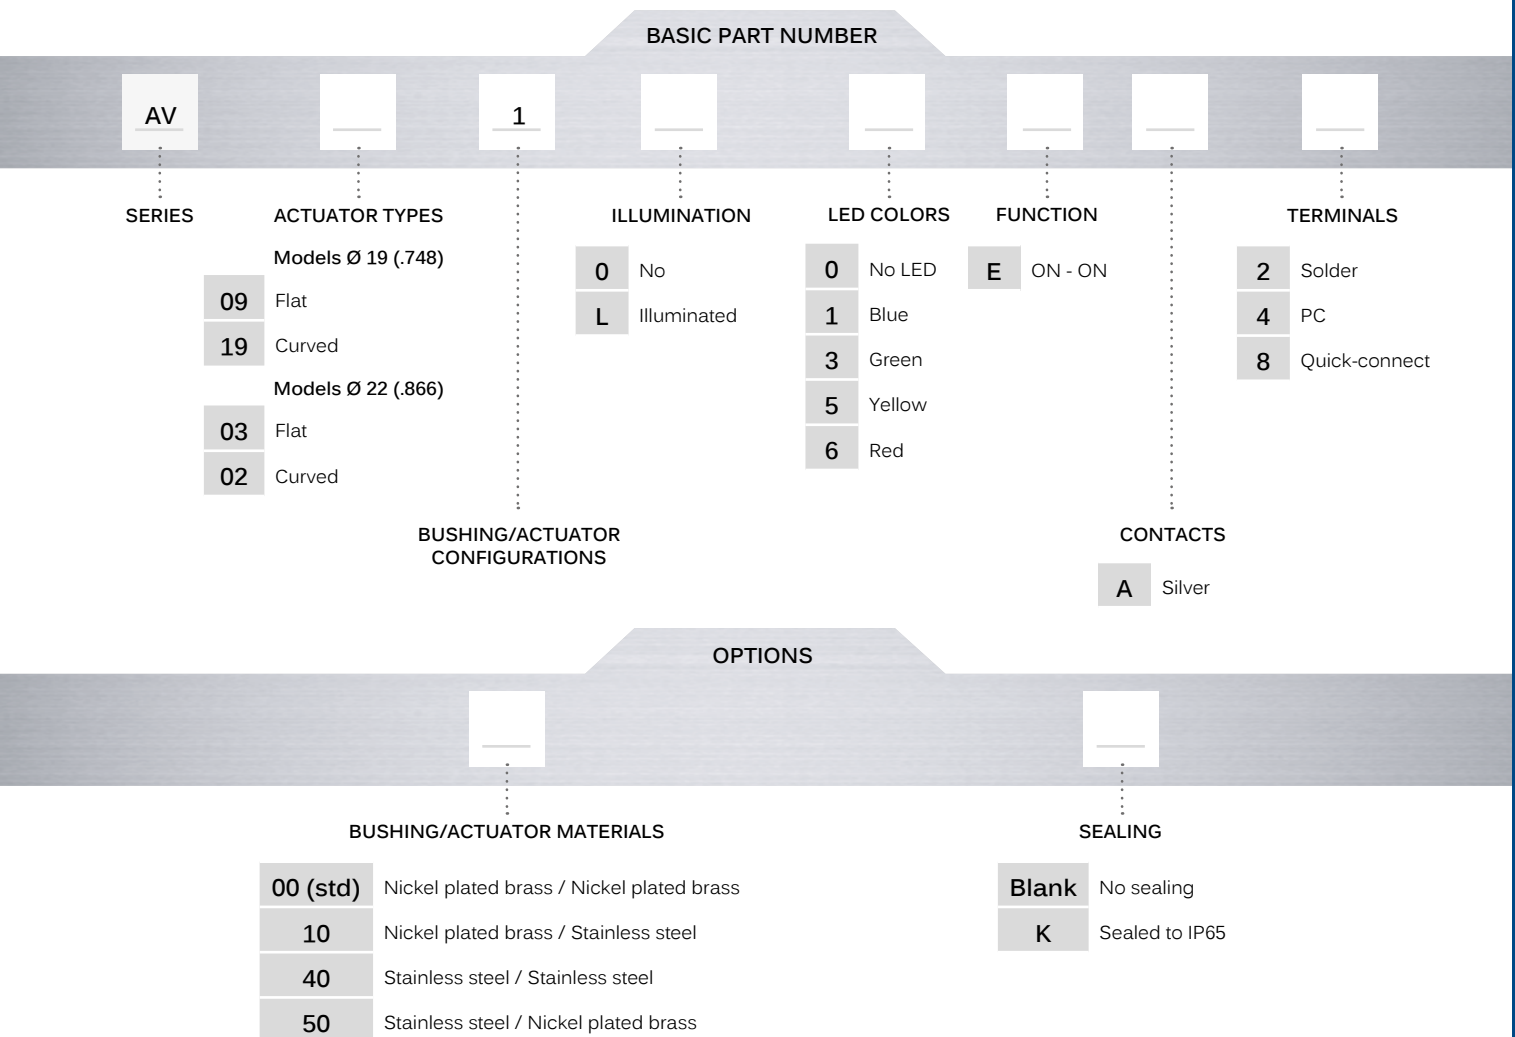 BASIC PART NUMBER
AV
1
SERIES
ACTUATOR TYPES
Models Ø 19 (.748)
09 Flat
19 Curved
Models Ø 22 (.866)
03 Flat
02 Curved
BUSHING/ACTUATOR
CONFIGURATIONS
ILLUMINATION
0 No
L Illuminated
LED COLORS
0 No LED
1 Blue
3 Green
5 Yellow
6 Red
FUNCTION
E ON - ON
CONTACTS
A Silver
TERMINALS
2 Solder
4 PC
8 Quick-connect
OPTIONS
BUSHING/ACTUATOR MATERIALS
00 (std) Nickel plated brass / Nickel plated brass
10 Nickel plated brass / Stainless steel
40 Stainless steel / Stainless steel
50 Stainless steel / Nickel plated brass
SEALING
Blank No sealing
K Sealed to IP65